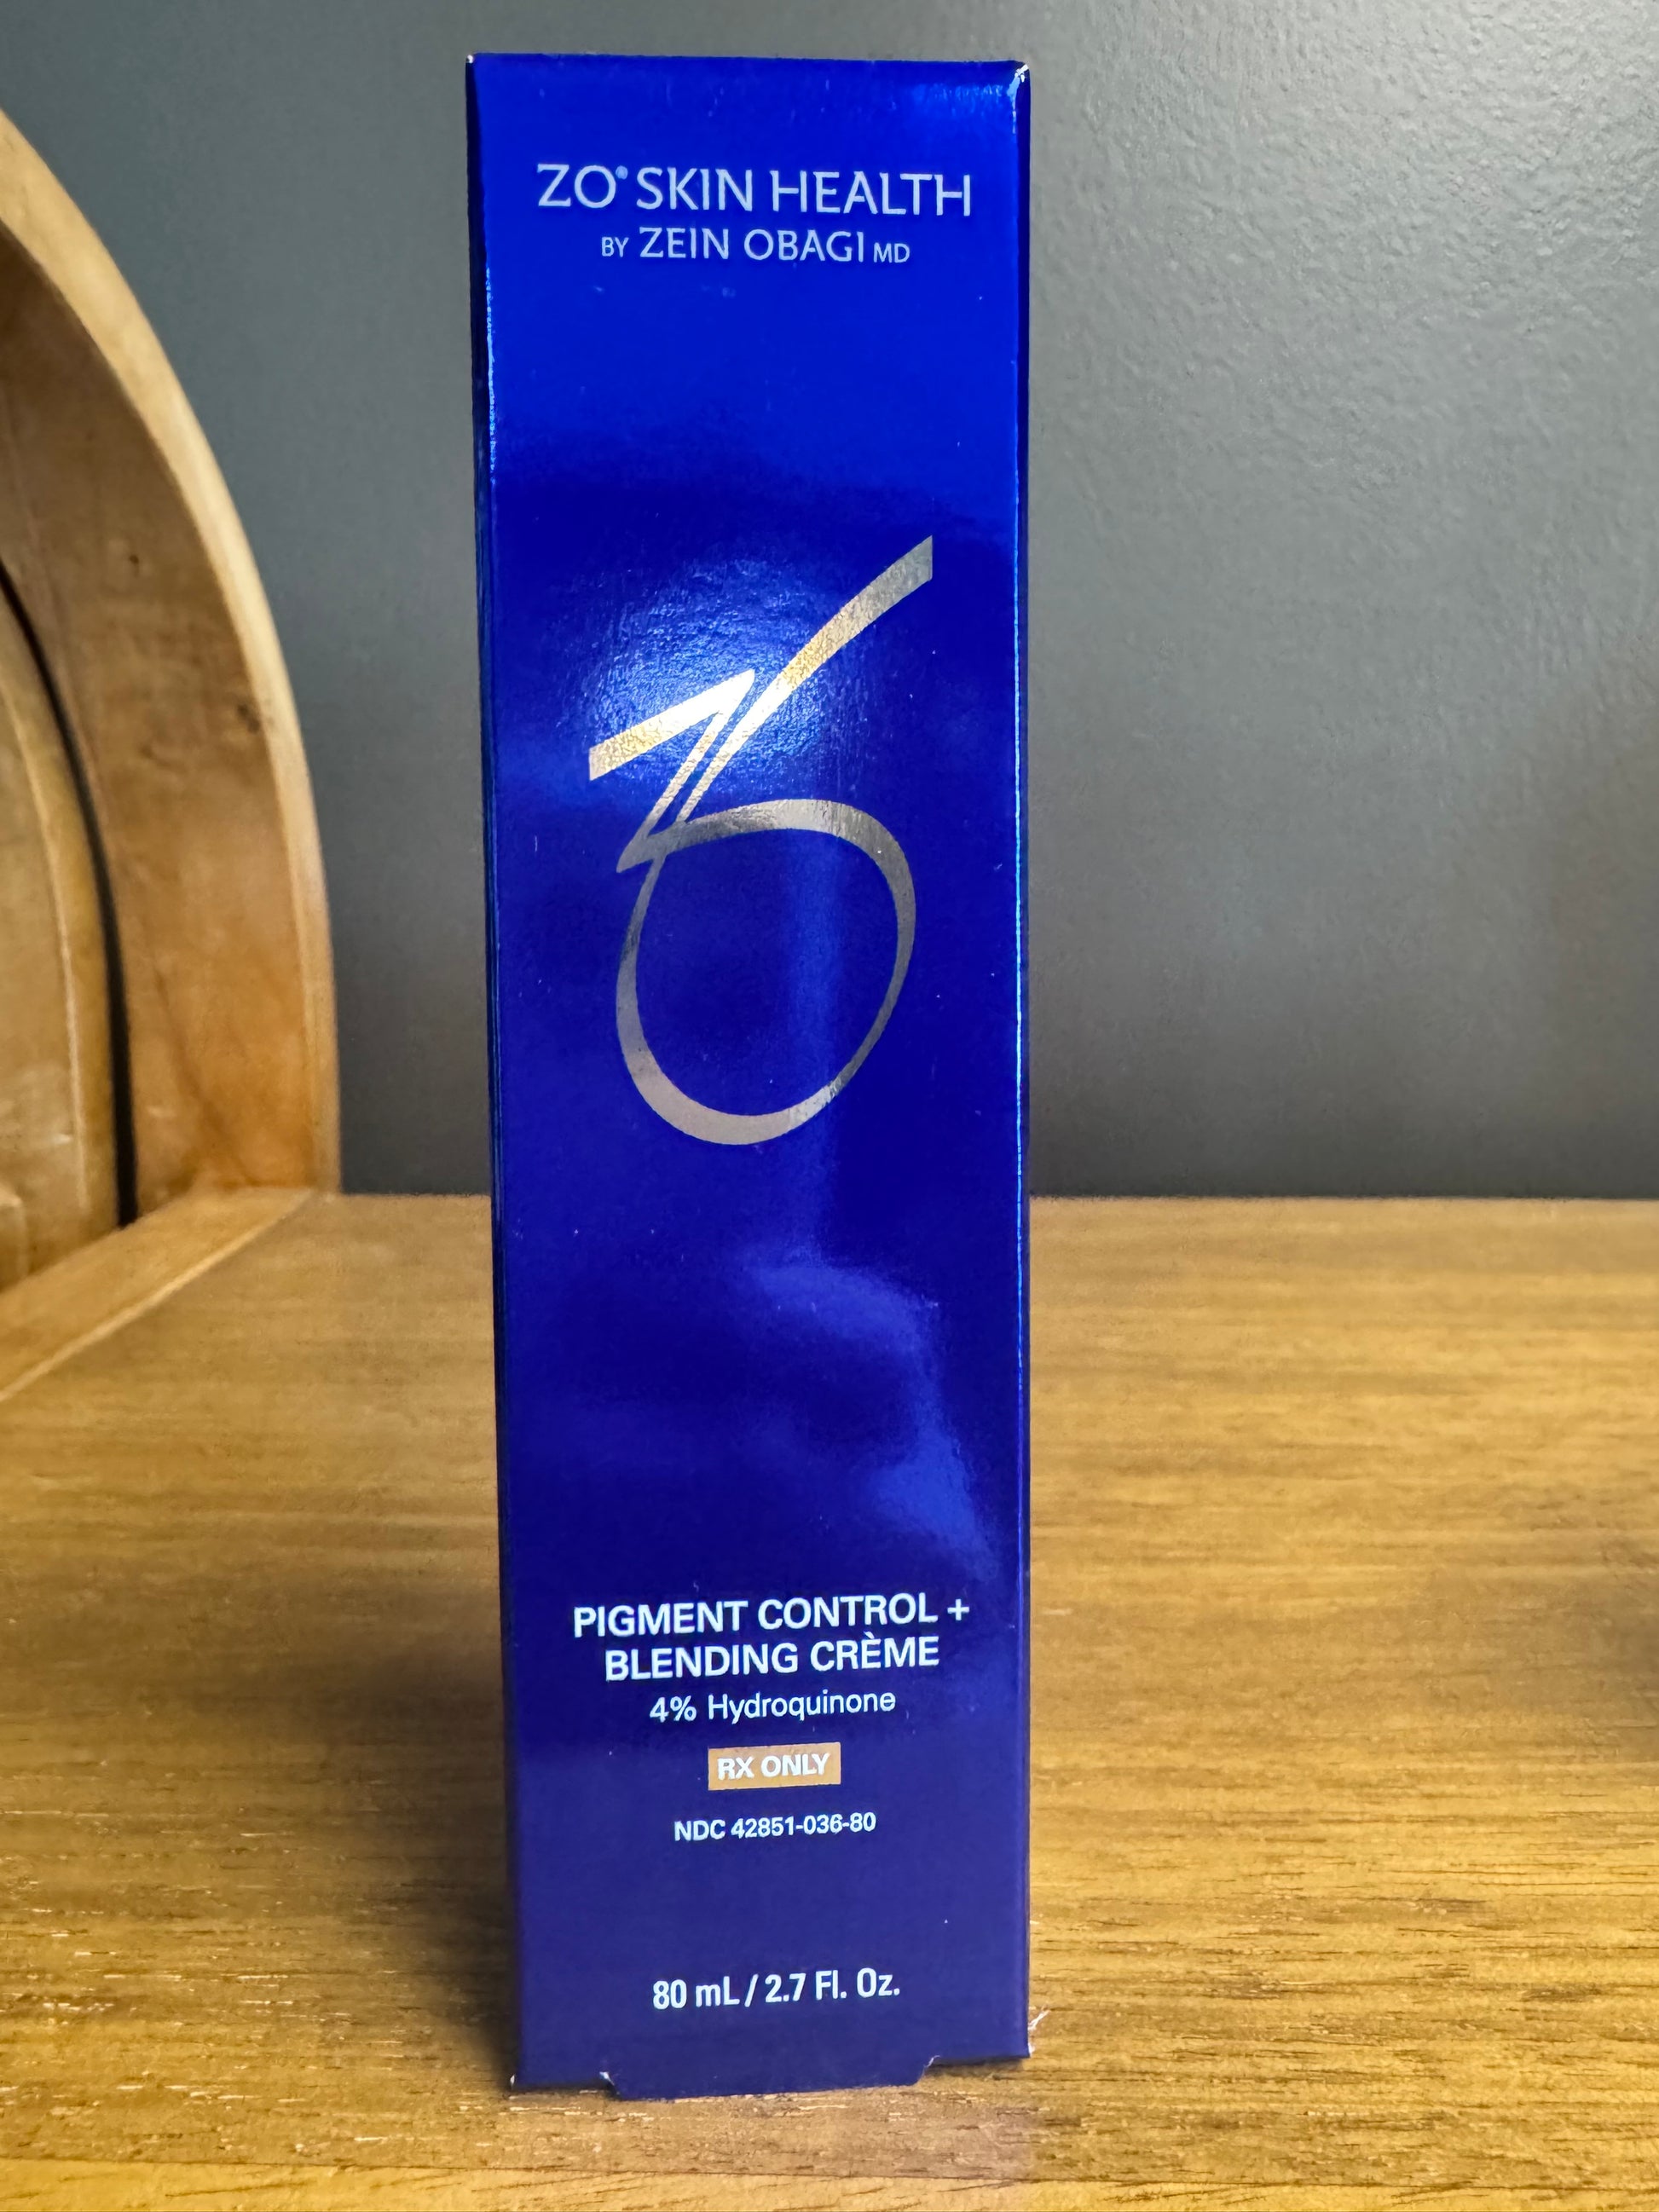 ZO® SKIN HEALTH
BY ZEIN OBAGI MD
PIGMENT CONTROL +
BLENDING CRÈME
4% Hydroquinone
RX ONLY
NDC 42851-036-80
80 mL / 2.7 Fl. Oz.